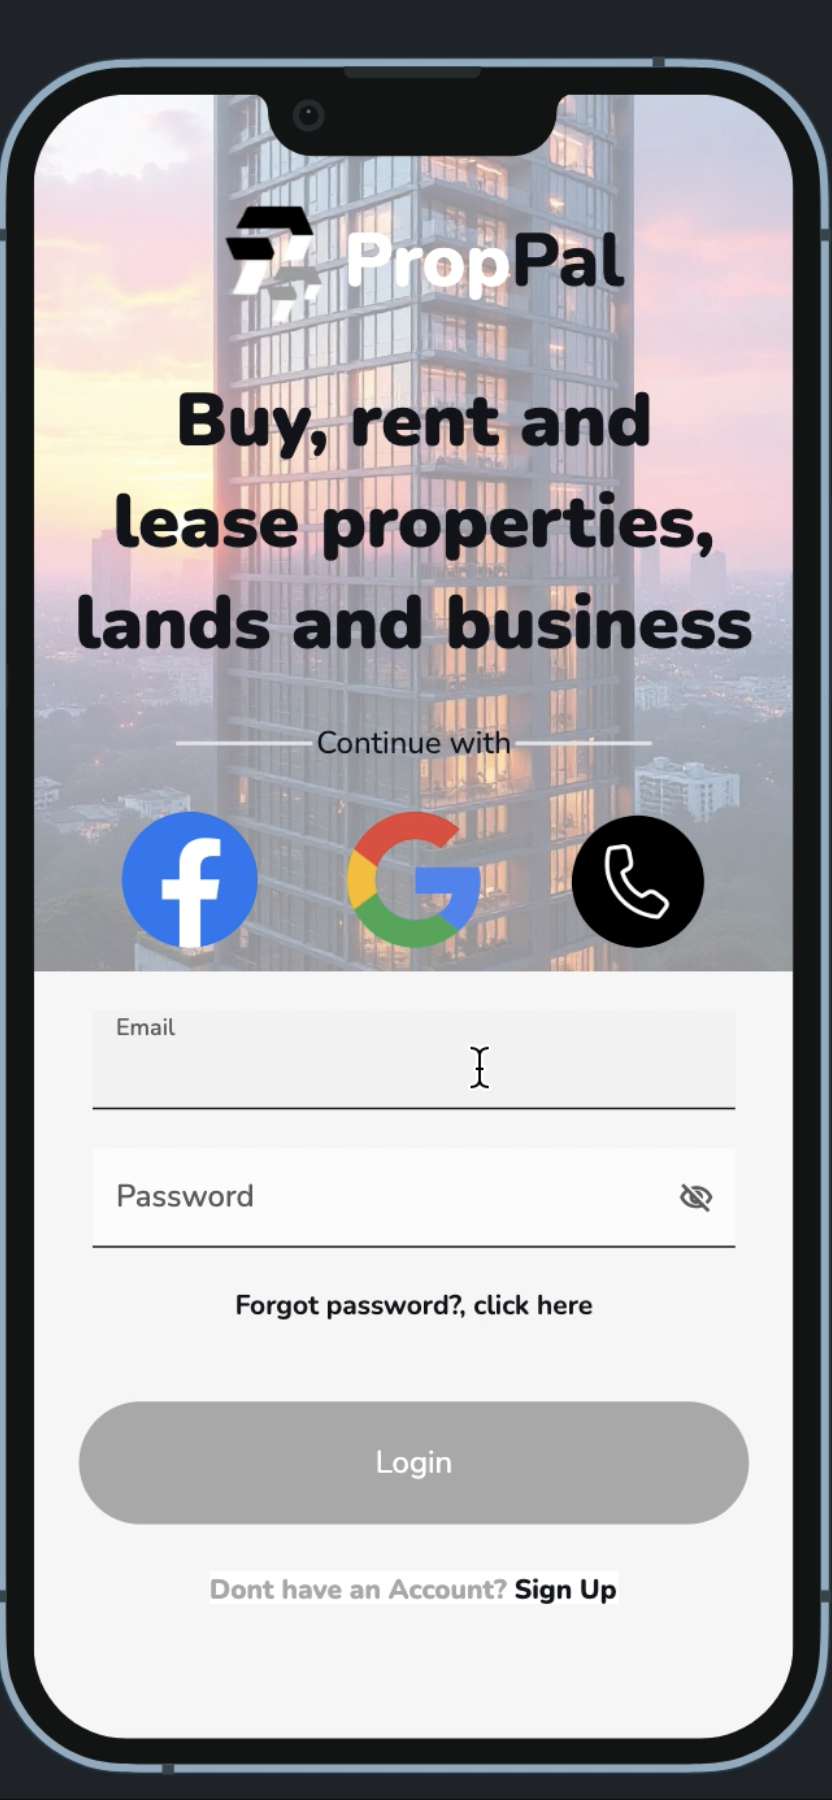 PropPal
Buy, rent and
lease properties,
lands and business
Continue with
Email
Password
Forgot password?, click here
Login
Dont have an Account? Sign Up